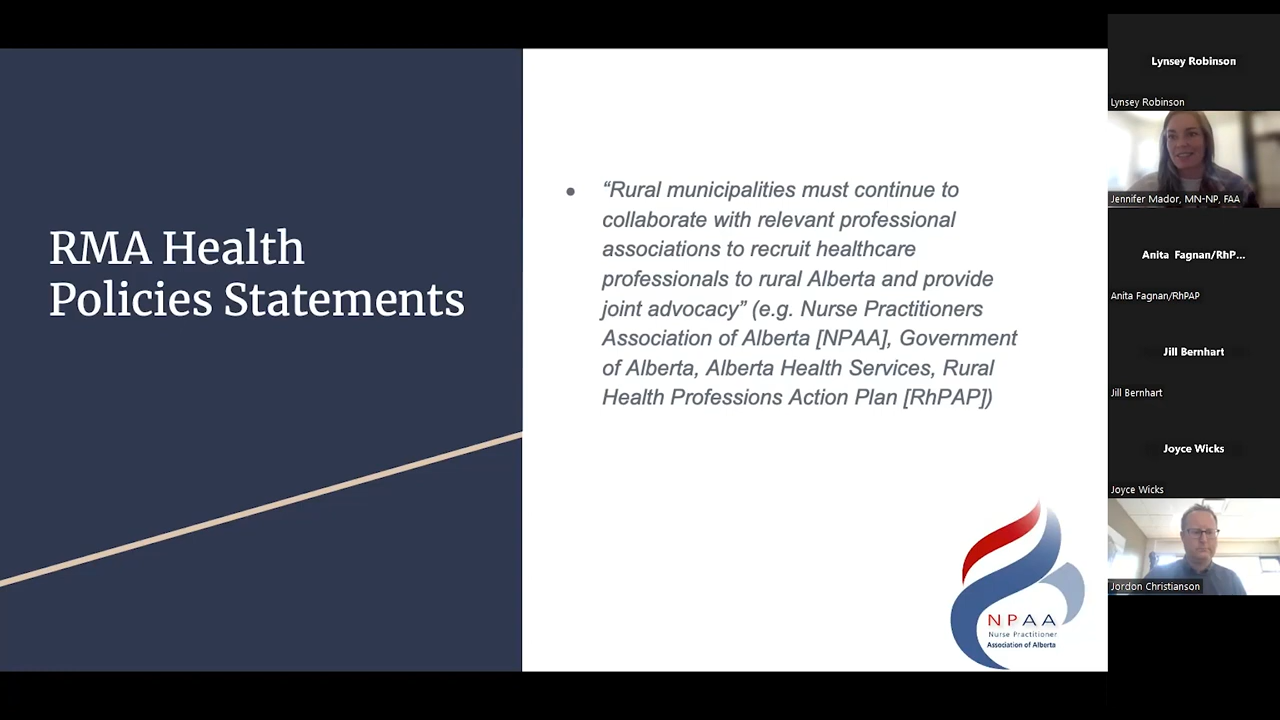 RMA Health
Policies Statements
● “Rural municipalities must continue to
collaborate with relevant professional
associations to recruit healthcare
professionals to rural Alberta and provide
joint advocacy” (e.g. Nurse Practitioners
Association of Alberta [NPAA], Government
of Alberta, Alberta Health Services, Rural
Health Professions Action Plan [RhPAP])
NPAA
Nurse Practitioner
Association of Alberta
Lynsey Robinson
Lynsey Robinson
Jennifer Mador, MN-NP, FAA
Anita Fagnan/RhP...
Anita Fagnan/RhPAP
Jill Bernhart
Jill Bernhart
Joyce Wicks
Joyce Wicks
Jordon Christianson